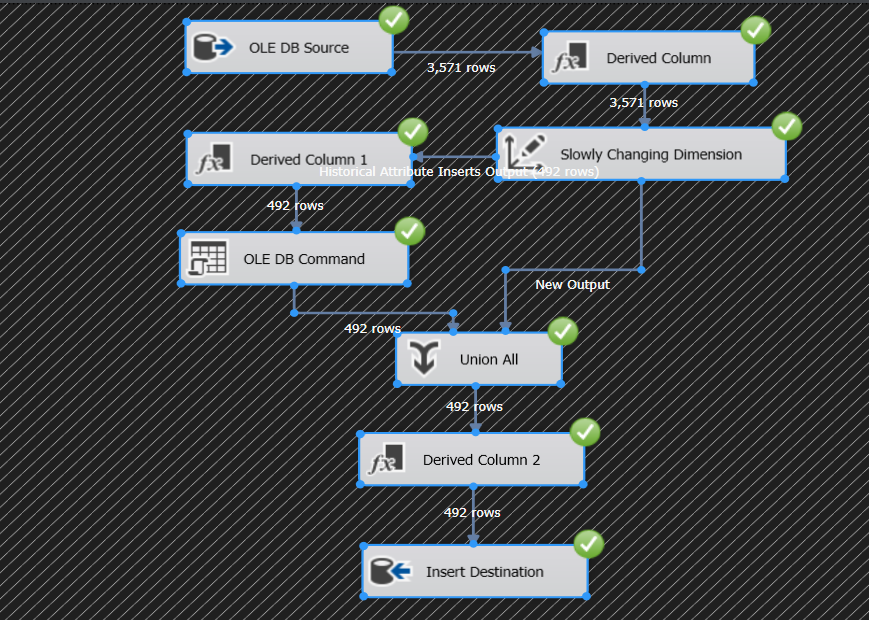 OLE DB Source
3,571 rows
Derived Column
3,571 rows
Slowly Changing Dimension
Derived Column 1
Historical Attribute Inserts Output (492 rows)
492 rows
OLE DB Command
New Output
492 rows
Union All
492 rows
Derived Column 2
492 rows
Insert Destination